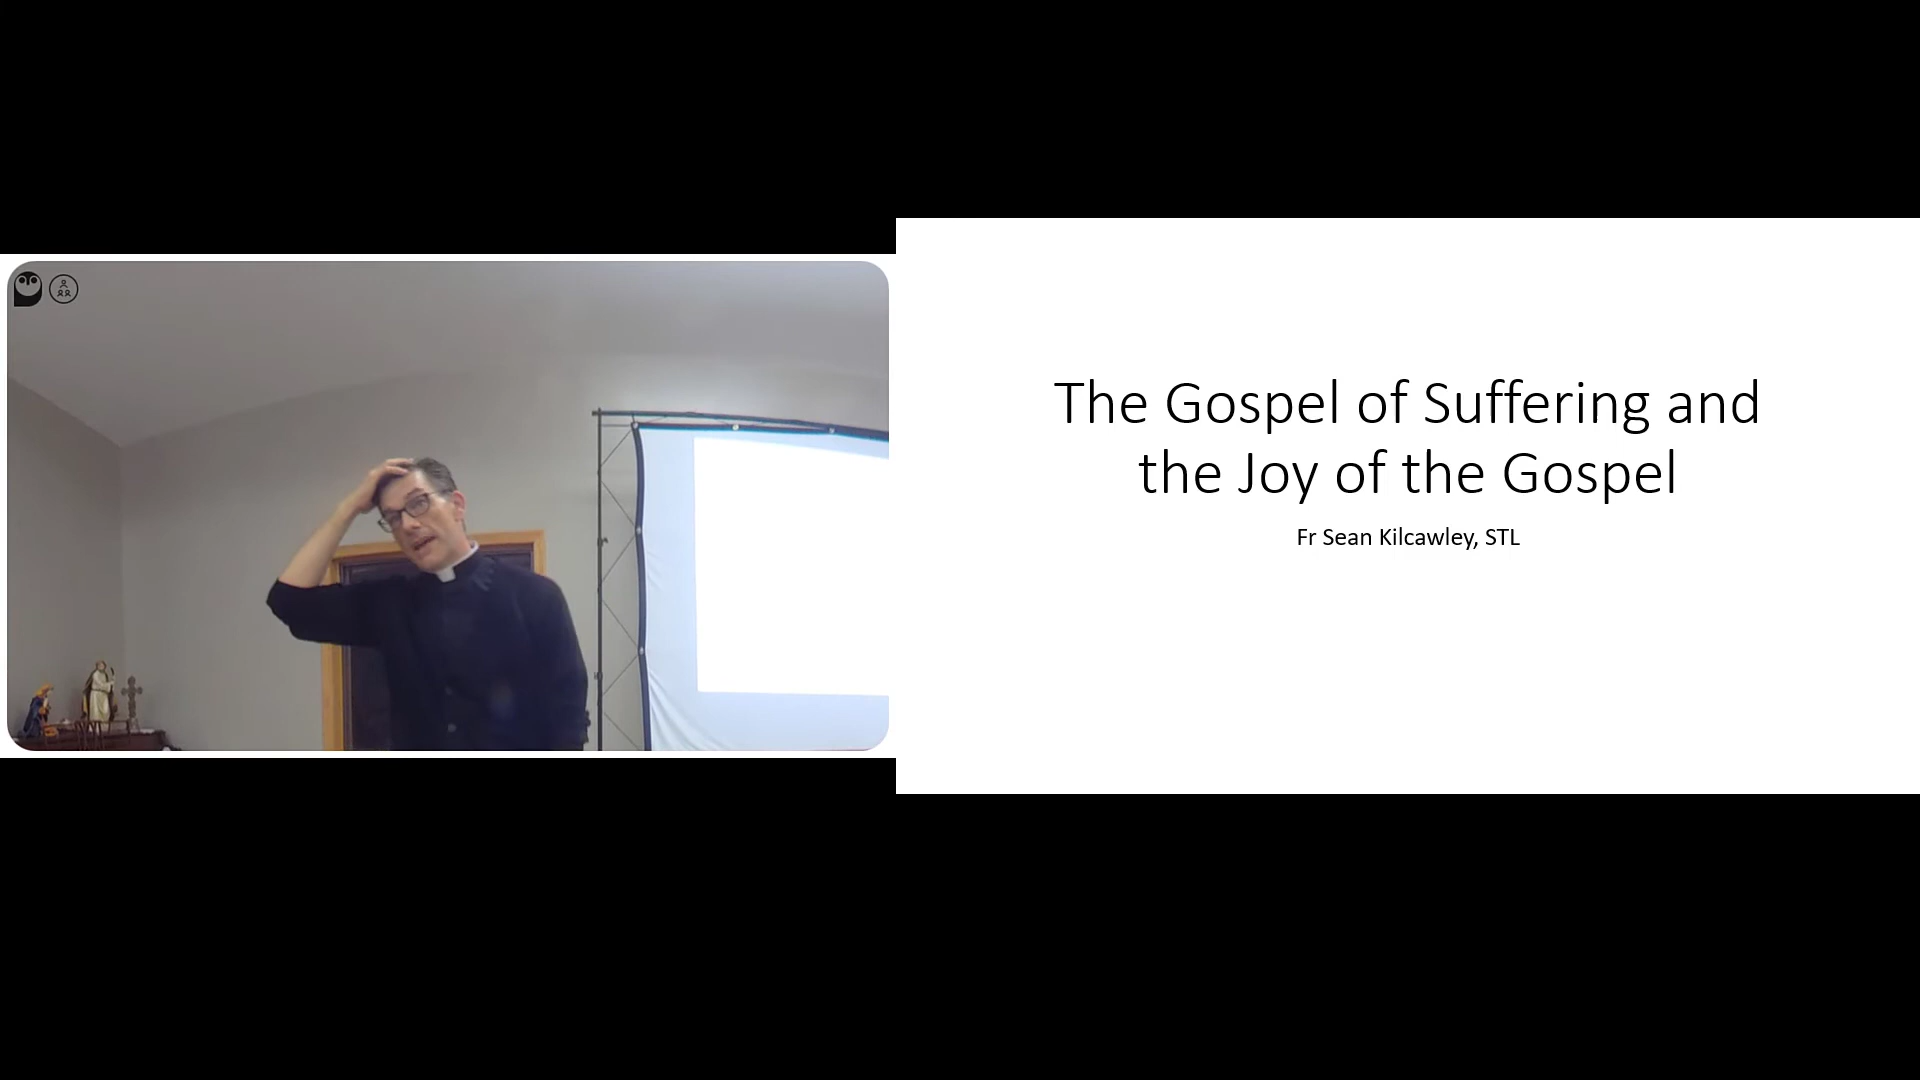 The Gospel of Suffering and
the Joy of the Gospel
Fr Sean Kilcawley, STL